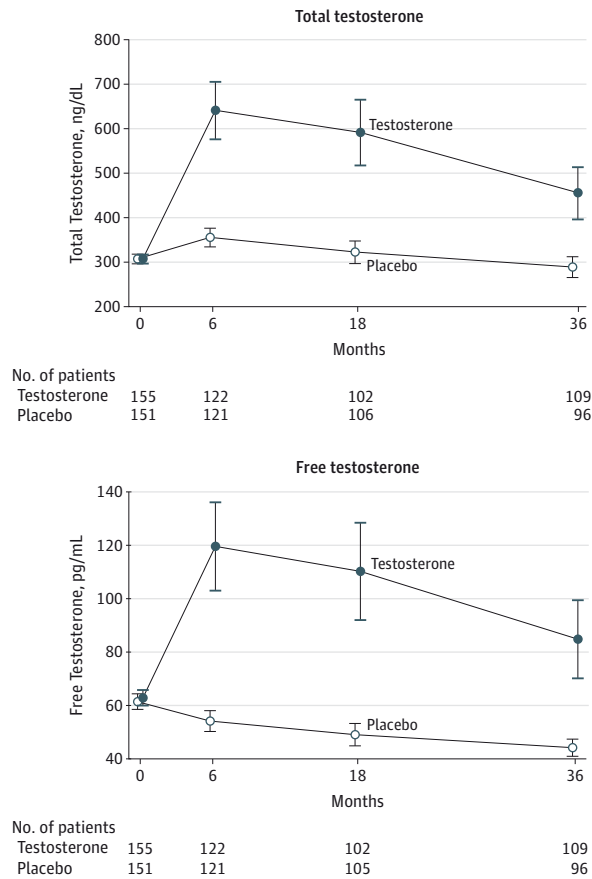 Total testosterone
800
700
600
500
400
300
200
Total Testosterone, ng/dL
Testosterone
Placebo
0 6 18 36
Months
No. of patients
Testosterone 155 122 102 109
Placebo 151 121 106 96
Free testosterone
140
120
100
80
60
40
Free Testosterone, pg/mL
Testosterone
Placebo
0 6 18 36
Months
No. of patients
Testosterone 155 122 102 109
Placebo 151 121 105 96